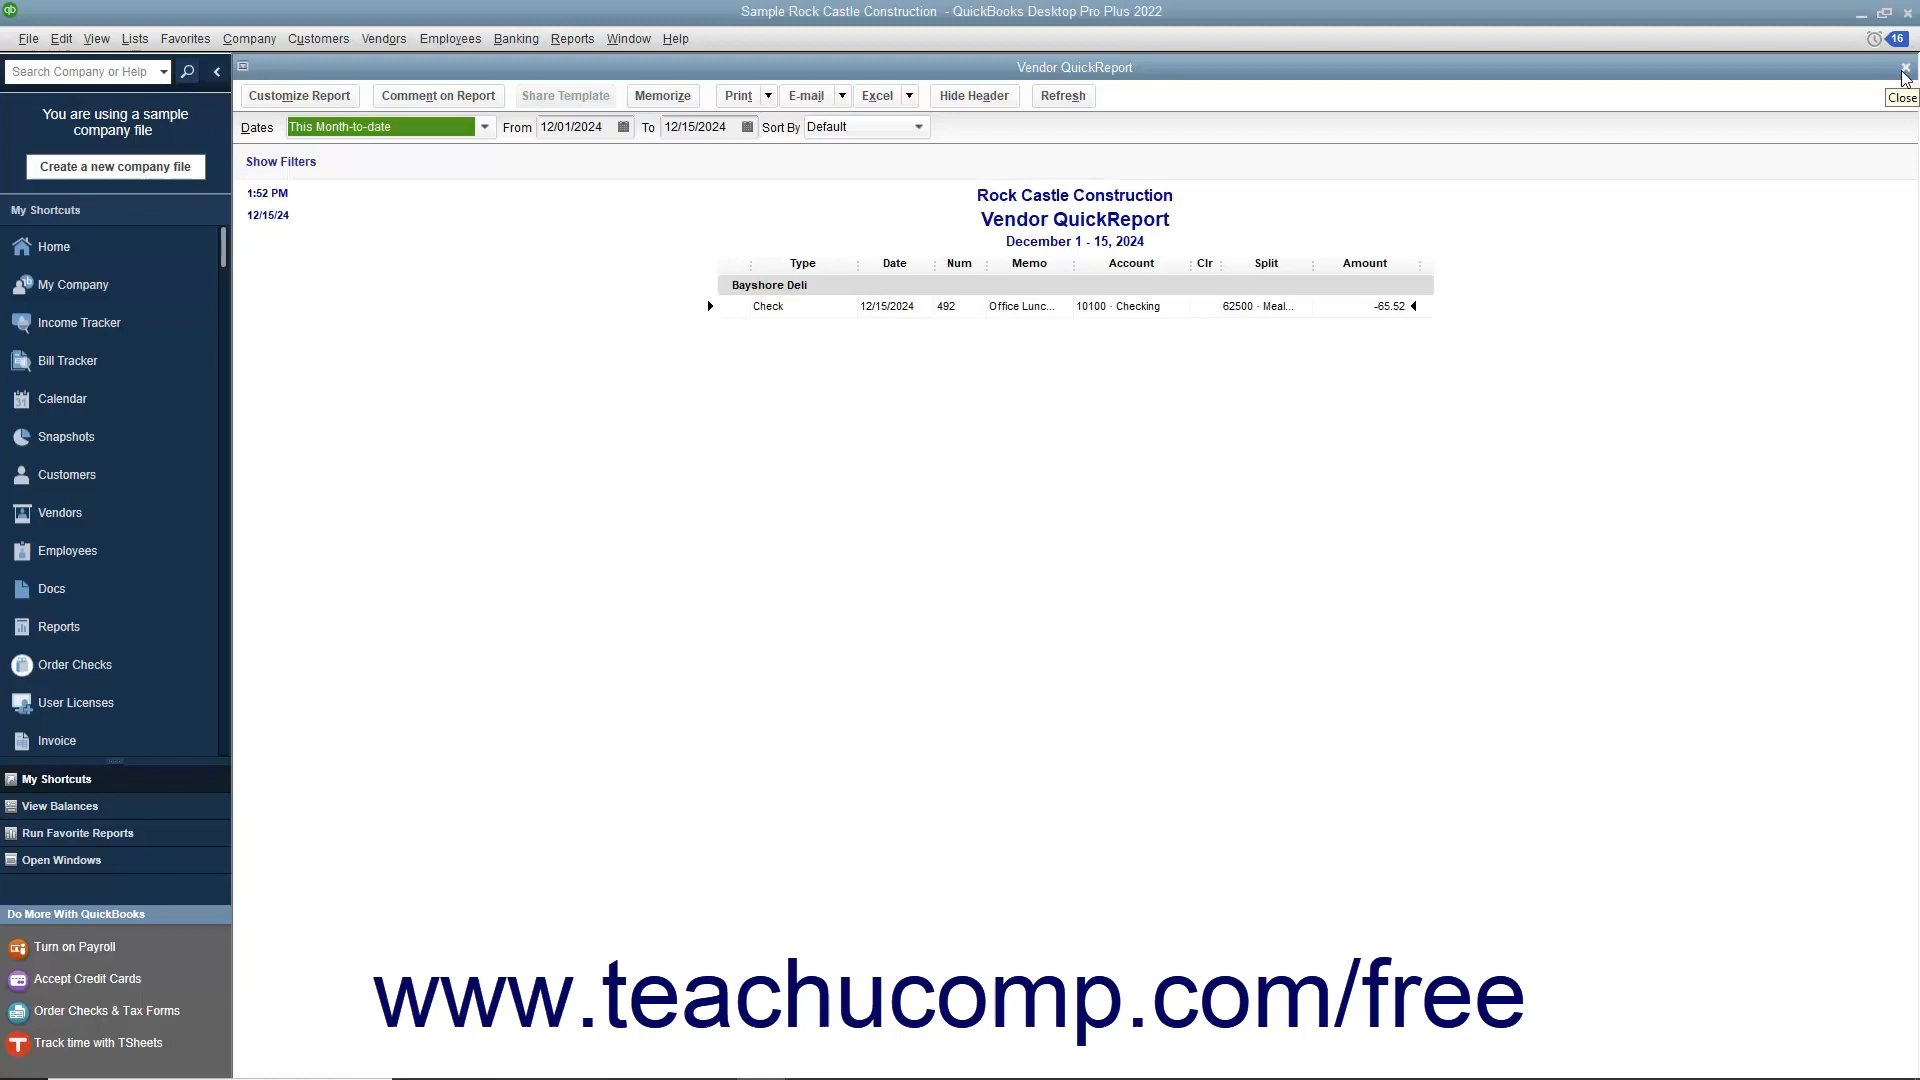 Sample Rock Castle Construction - QuickBooks Desktop Pro Plus 2022
File Edit View Lists Favorites Company Customers Vendors Employees Banking Reports Window Help
16
Search Company or Help
Vendor QuickReport
Close
You are using a sample
company file
Create a new company file
Customize Report Comment on Report Share Template Memorize Print E-mail Excel Hide Header Refresh
Dates This Month-to-date From 12/01/2024 To 12/15/2024 Sort By Default
Show Filters
1:52 PM
12/15/24
Rock Castle Construction
Vendor QuickReport
December 1 - 15, 2024
Type Date Num Memo Account Clr Split Amount
Bayshore Deli
Check 12/15/2024 492 Office Lunc... 10100 · Checking 62500 · Meal... -65.52
My Shortcuts
Home
My Company
Income Tracker
Bill Tracker
Calendar
Snapshots
Customers
Vendors
Employees
Docs
Reports
Order Checks
User Licenses
Invoice
My Shortcuts
View Balances
Run Favorite Reports
Open Windows
Do More With QuickBooks
Turn on Payroll
Accept Credit Cards
Order Checks & Tax Forms
Track time with TSheets
www.teachucomp.com/free